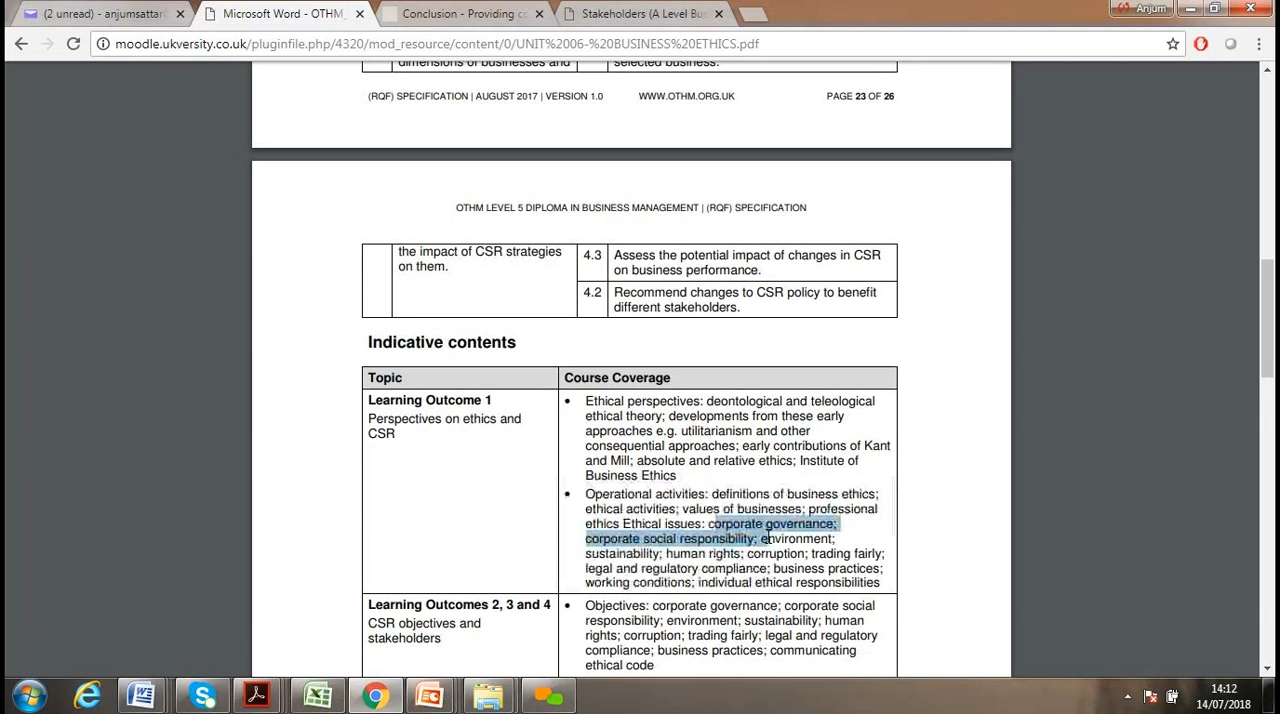 (2 unread) - anjumsattar@
Microsoft Word - OTHM_
Conclusion - Providing co
Stakeholders (A Level Bus
Anjum
moodle.ukversity.co.uk/pluginfile.php/4320/mod_resource/content/0/UNIT%2006-%20BUSINESS%20ETHICS.pdf
dimensions of businesses and
selected business.
(RQF) SPECIFICATION | AUGUST 2017 | VERSION 1.0 WWW.OTHM.ORG.UK PAGE 23 OF 26
OTHM LEVEL 5 DIPLOMA IN BUSINESS MANAGEMENT | (RQF) SPECIFICATION
the impact of CSR strategies
on them.
4.3 Assess the potential impact of changes in CSR
on business performance.
4.2 Recommend changes to CSR policy to benefit
different stakeholders.
Indicative contents
Topic Course Coverage
Learning Outcome 1
Perspectives on ethics and
CSR
• Ethical perspectives: deontological and teleological
ethical theory; developments from these early
approaches e.g. utilitarianism and other
consequential approaches; early contributions of Kant
and Mill; absolute and relative ethics; Institute of
Business Ethics
• Operational activities: definitions of business ethics;
ethical activities; values of businesses; professional
ethics Ethical issues: corporate governance;
corporate social responsibility; environment;
sustainability; human rights; corruption; trading fairly;
legal and regulatory compliance; business practices;
working conditions; individual ethical responsibilities
Learning Outcomes 2, 3 and 4
CSR objectives and
stakeholders
• Objectives: corporate governance; corporate social
responsibility; environment; sustainability; human
rights; corruption; trading fairly; legal and regulatory
compliance; business practices; communicating
ethical code
14:12
14/07/2018